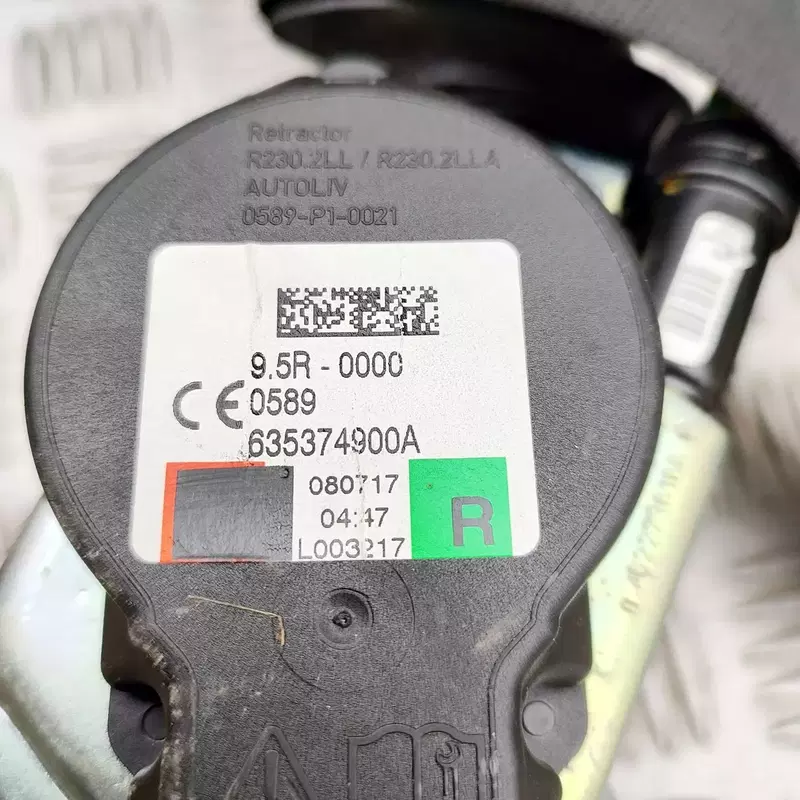 Retractor
R230.2LL / R230.2LLA
AUTOLIV
0589-P1-0021
9.5R - 0000
CE 0589
635374900A
080717
04:47
L003217
R